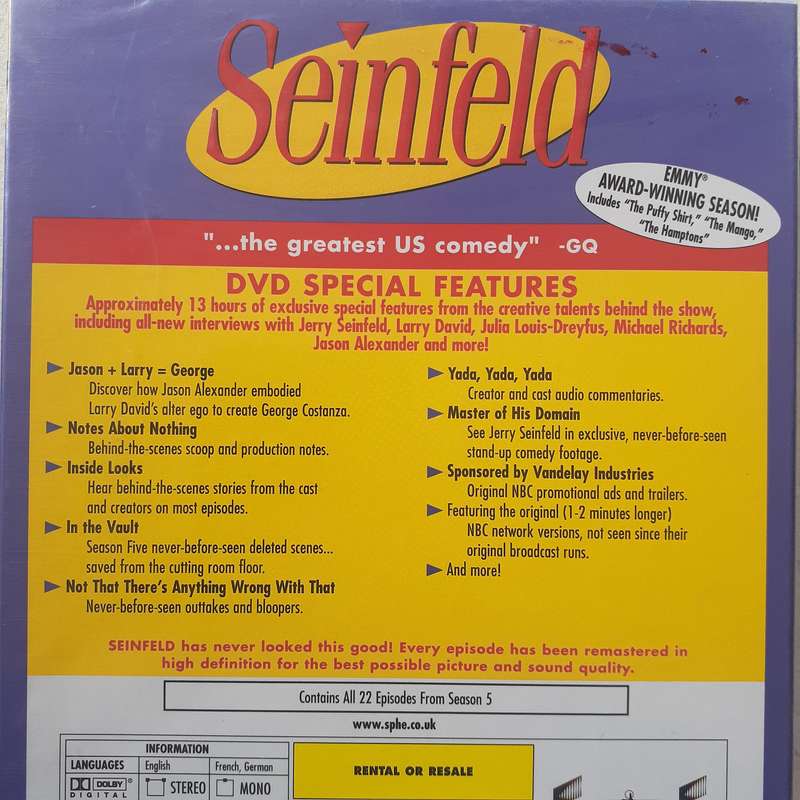 Seinfeld
EMMY®
AWARD-WINNING SEASON!
Includes "The Puffy Shirt," "The Mango,"
"The Hamptons"
"...the greatest US comedy" -GQ
DVD SPECIAL FEATURES
Approximately 13 hours of exclusive special features from the creative talents behind the show,
including all-new interviews with Jerry Seinfeld, Larry David, Julia Louis-Dreyfus, Michael Richards,
Jason Alexander and more!
Jason + Larry = George
Discover how Jason Alexander embodied
Larry David's alter ego to create George Costanza.
Notes About Nothing
Behind-the-scenes scoop and production notes.
Inside Looks
Hear behind-the-scenes stories from the cast
and creators on most episodes.
In the Vault
Season Five never-before-seen deleted scenes...
saved from the cutting room floor.
Not That There's Anything Wrong With That
Never-before-seen outtakes and bloopers.
Yada, Yada, Yada
Creator and cast audio commentaries.
Master of His Domain
See Jerry Seinfeld in exclusive, never-before-seen
stand-up comedy footage.
Sponsored by Vandelay Industries
Original NBC promotional ads and trailers.
Featuring the original (1-2 minutes longer)
NBC network versions, not seen since their
original broadcast runs.
And more!
SEINFELD has never looked this good! Every episode has been remastered in
high definition for the best possible picture and sound quality.
Contains All 22 Episodes From Season 5
www.sphe.co.uk
INFORMATION
LANGUAGES English French, German
DOLBY DIGITAL STEREO MONO
RENTAL OR RESALE